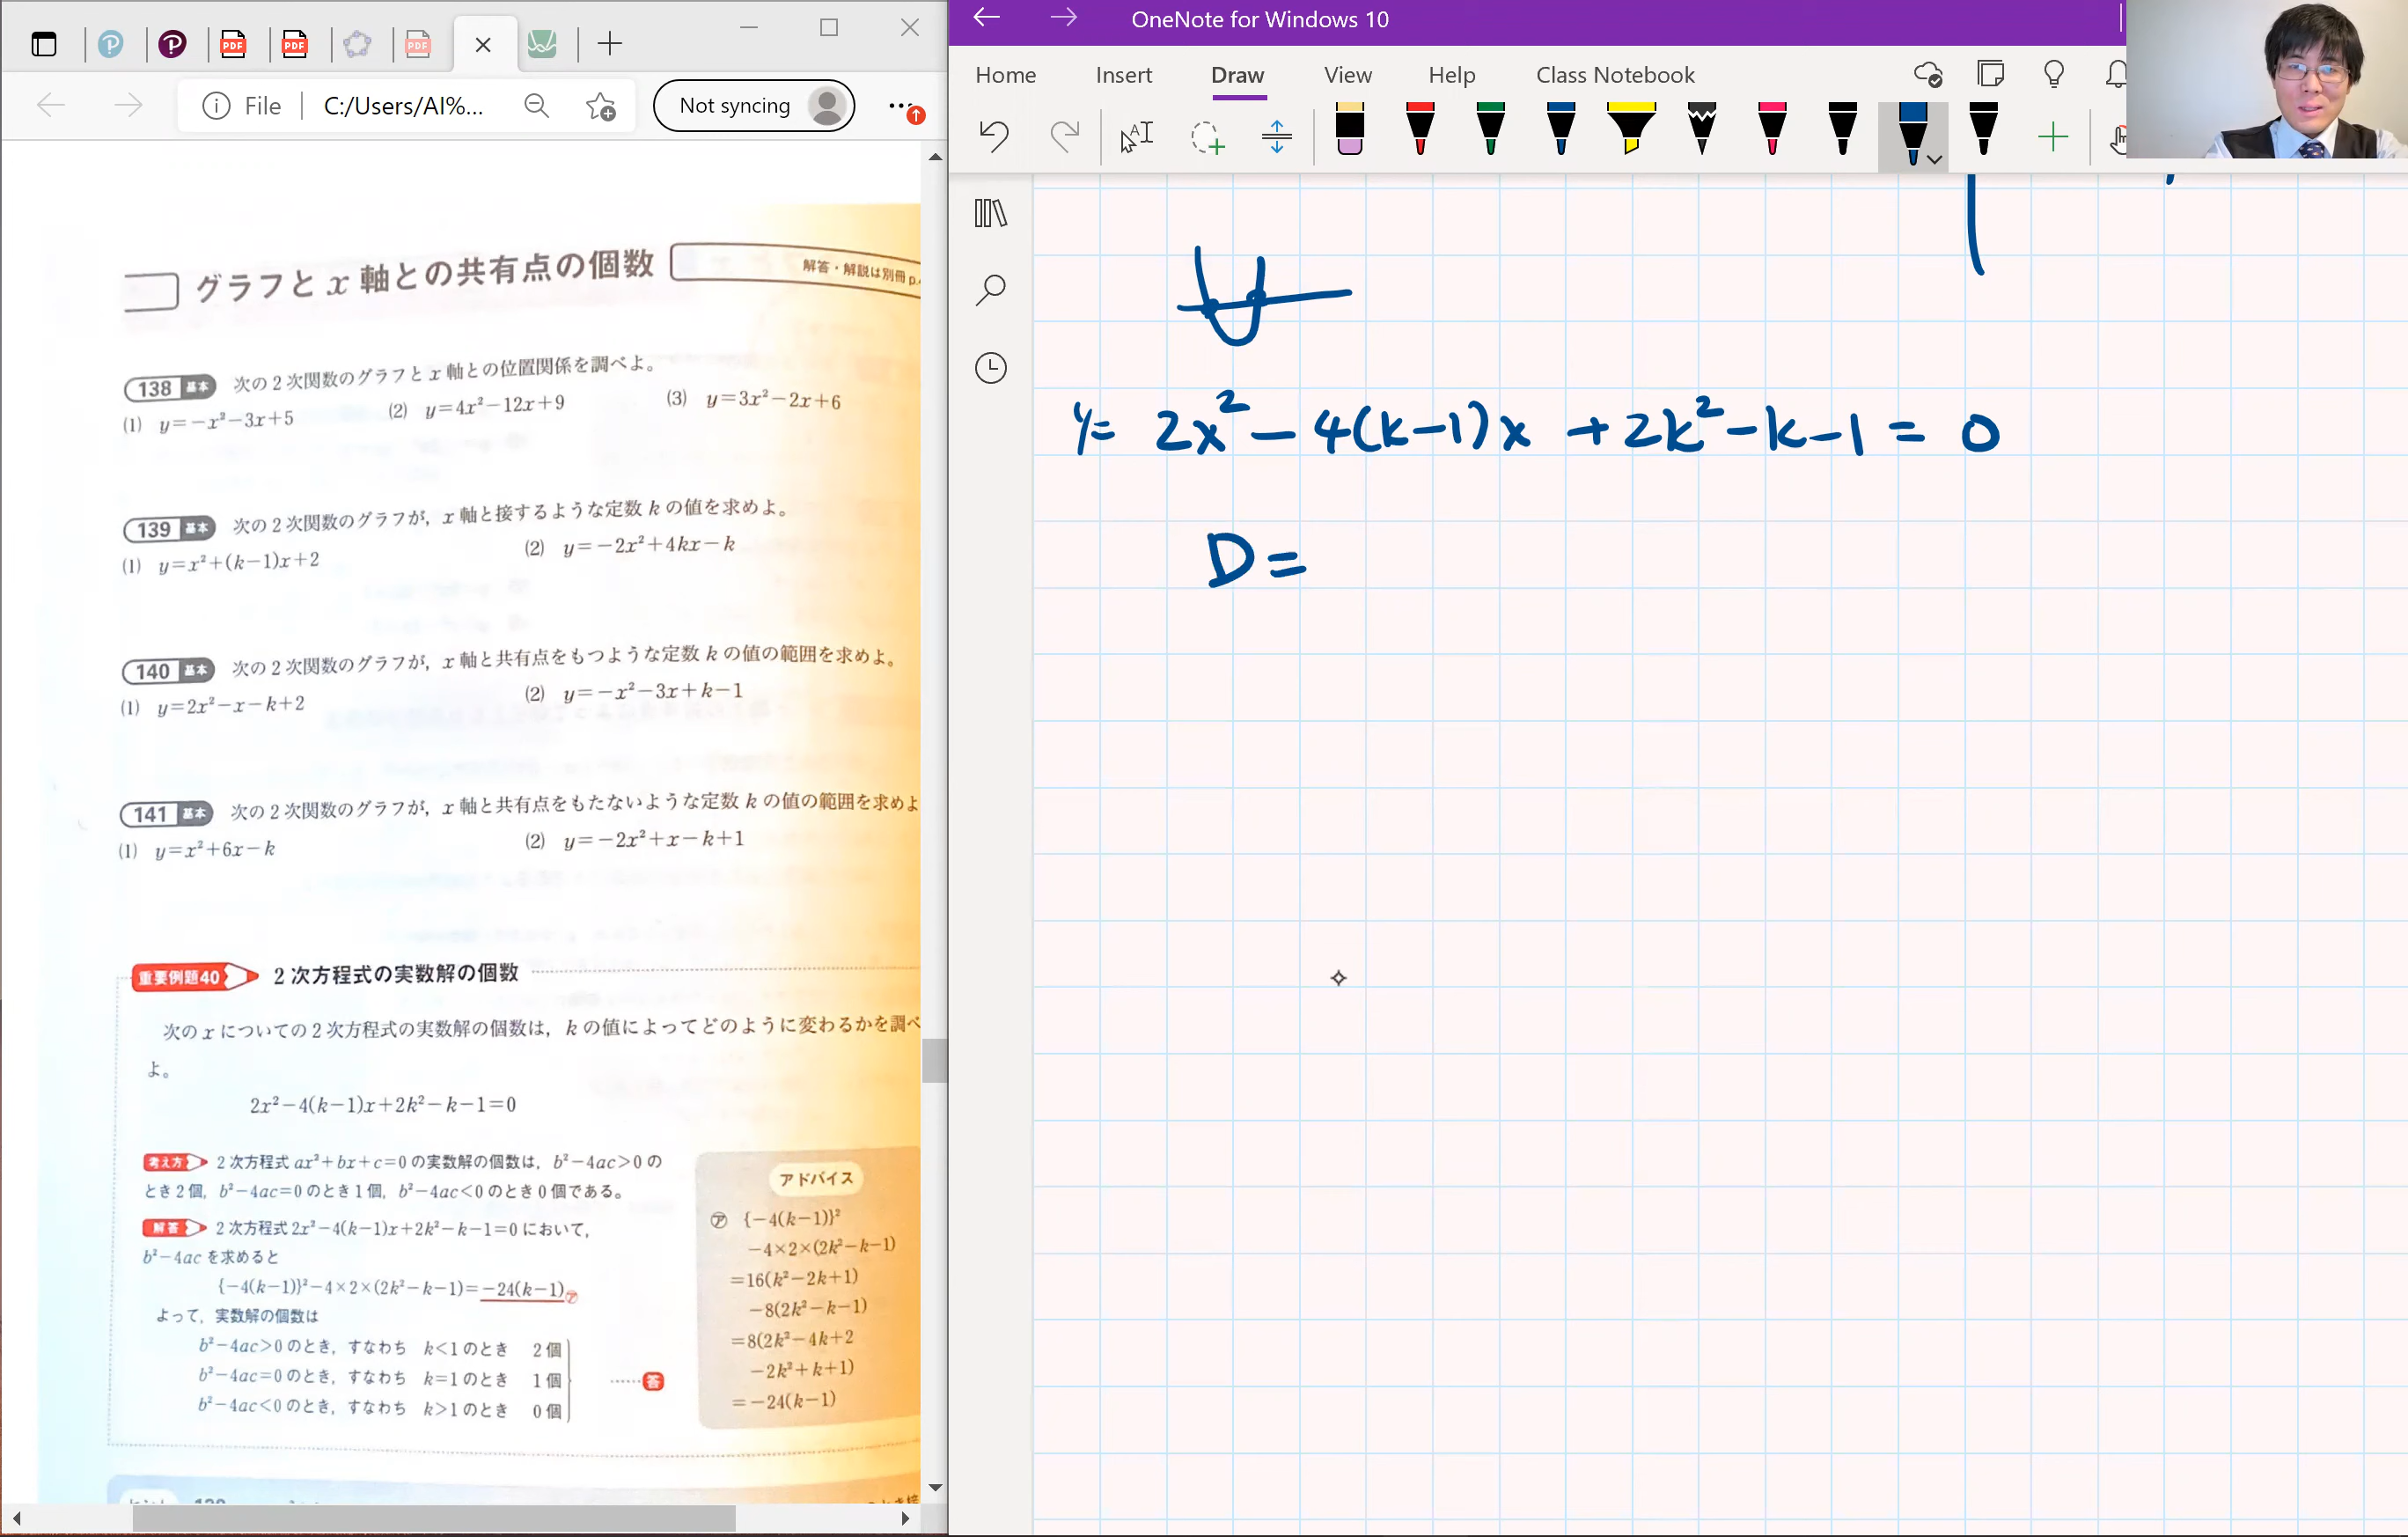 File C:/Users/AI%... Not syncing
グラフと x 軸との共有点の個数
解答・解説は別冊 p.
138 基本 次の2次関数のグラフと x 軸との位置関係を調べよ。
(1) y=−x²−3x+5 (2) y=4x²−12x+9 (3) y=3x²−2x+6
139 基本 次の2次関数のグラフが, x 軸と接するような定数 k の値を求めよ。
(1) y=x²+(k−1)x+2 (2) y=−2x²+4kx−k
140 基本 次の2次関数のグラフが, x 軸と共有点をもつような定数 k の値の範囲を求めよ。
(1) y=2x²−x−k+2 (2) y=−x²−3x+k−1
141 基本 次の2次関数のグラフが, x 軸と共有点をもたないような定数 k の値の範囲を求めよ
(1) y=x²+6x−k (2) y=−2x²+x−k+1
重要例題40 2次方程式の実数解の個数
次の x についての2次方程式の実数解の個数は, k の値によってどのように変わるかを調べ
よ。
2x²−4(k−1)x+2k²−k−1=0
考え方 2次方程式 ax²+bx+c=0 の実数解の個数は, b²−4ac>0 の
とき2個, b²−4ac=0 のとき1個, b²−4ac<0 のとき0個である。
解答 2次方程式 2x²−4(k−1)x+2k²−k−1=0 において,
b²−4ac を求めると
{−4(k−1)}²−4×2×(2k²−k−1)=−24(k−1)㋐
よって, 実数解の個数は
b²−4ac>0 のとき, すなわち k<1 のとき 2個
b²−4ac=0 のとき, すなわち k=1 のとき 1個 ……答
b²−4ac<0 のとき, すなわち k>1 のとき 0個
アドバイス
㋐ {−4(k−1)}²
−4×2×(2k²−k−1)
=16(k²−2k+1)
−8(2k²−k−1)
=8(2k²−4k+2
−2k²+k+1)
=−24(k−1)
OneNote for Windows 10
Home Insert Draw View Help Class Notebook
y= 2x²−4(k−1)x +2k²−k−1 = 0
D=